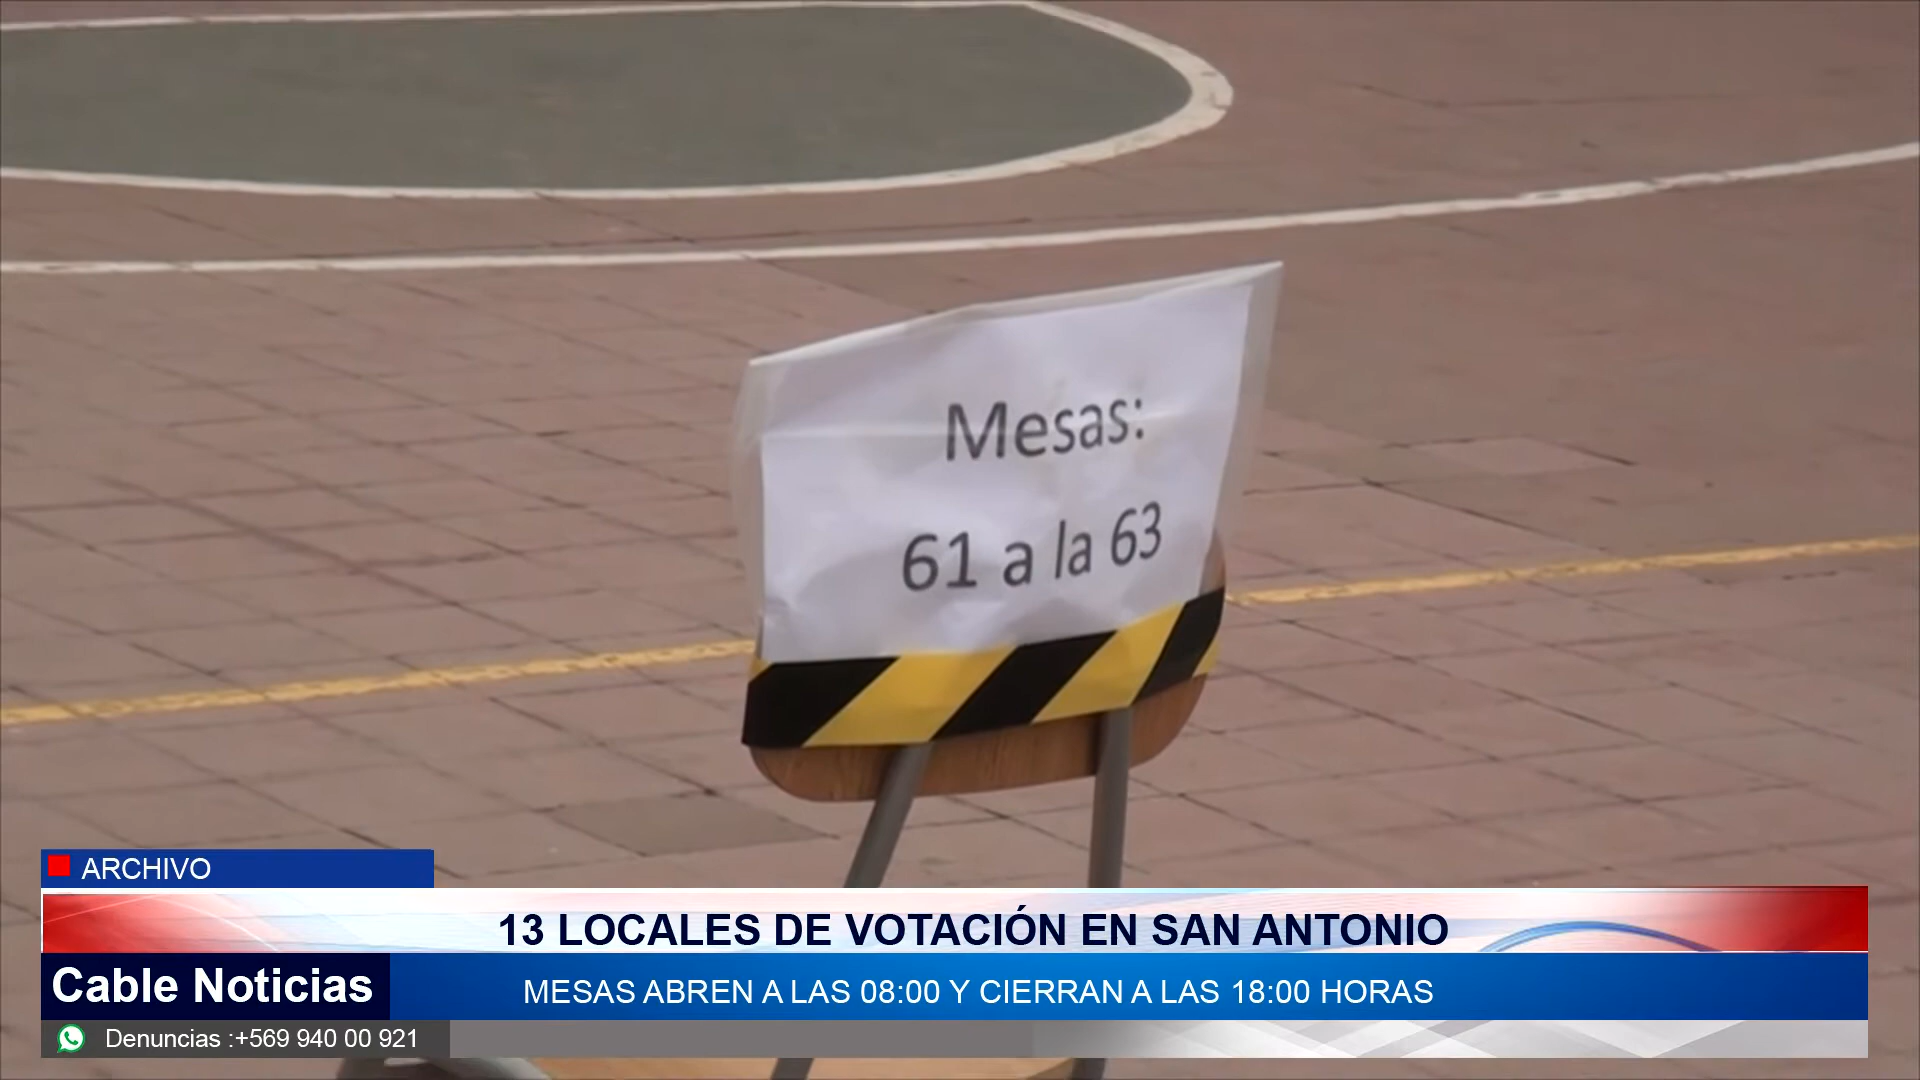 Mesas:
61 a la 63
ARCHIVO
13 LOCALES DE VOTACIÓN EN SAN ANTONIO
Cable Noticias
MESAS ABREN A LAS 08:00 Y CIERRAN A LAS 18:00 HORAS
Denuncias :+569 940 00 921